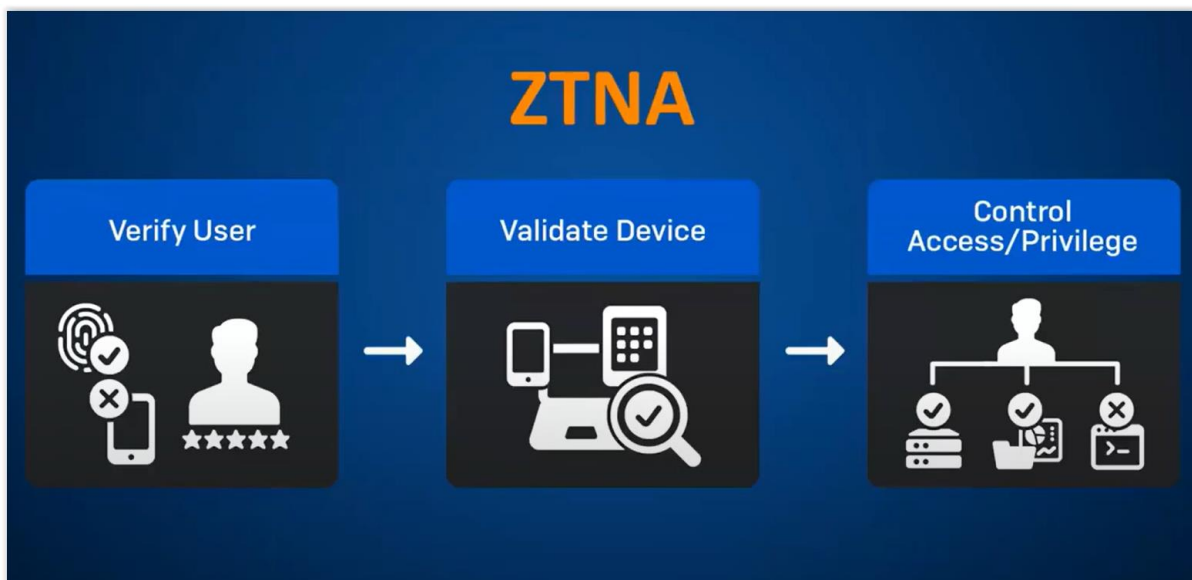 ZTNA
Verify User
Validate Device
Control
Access/Privilege